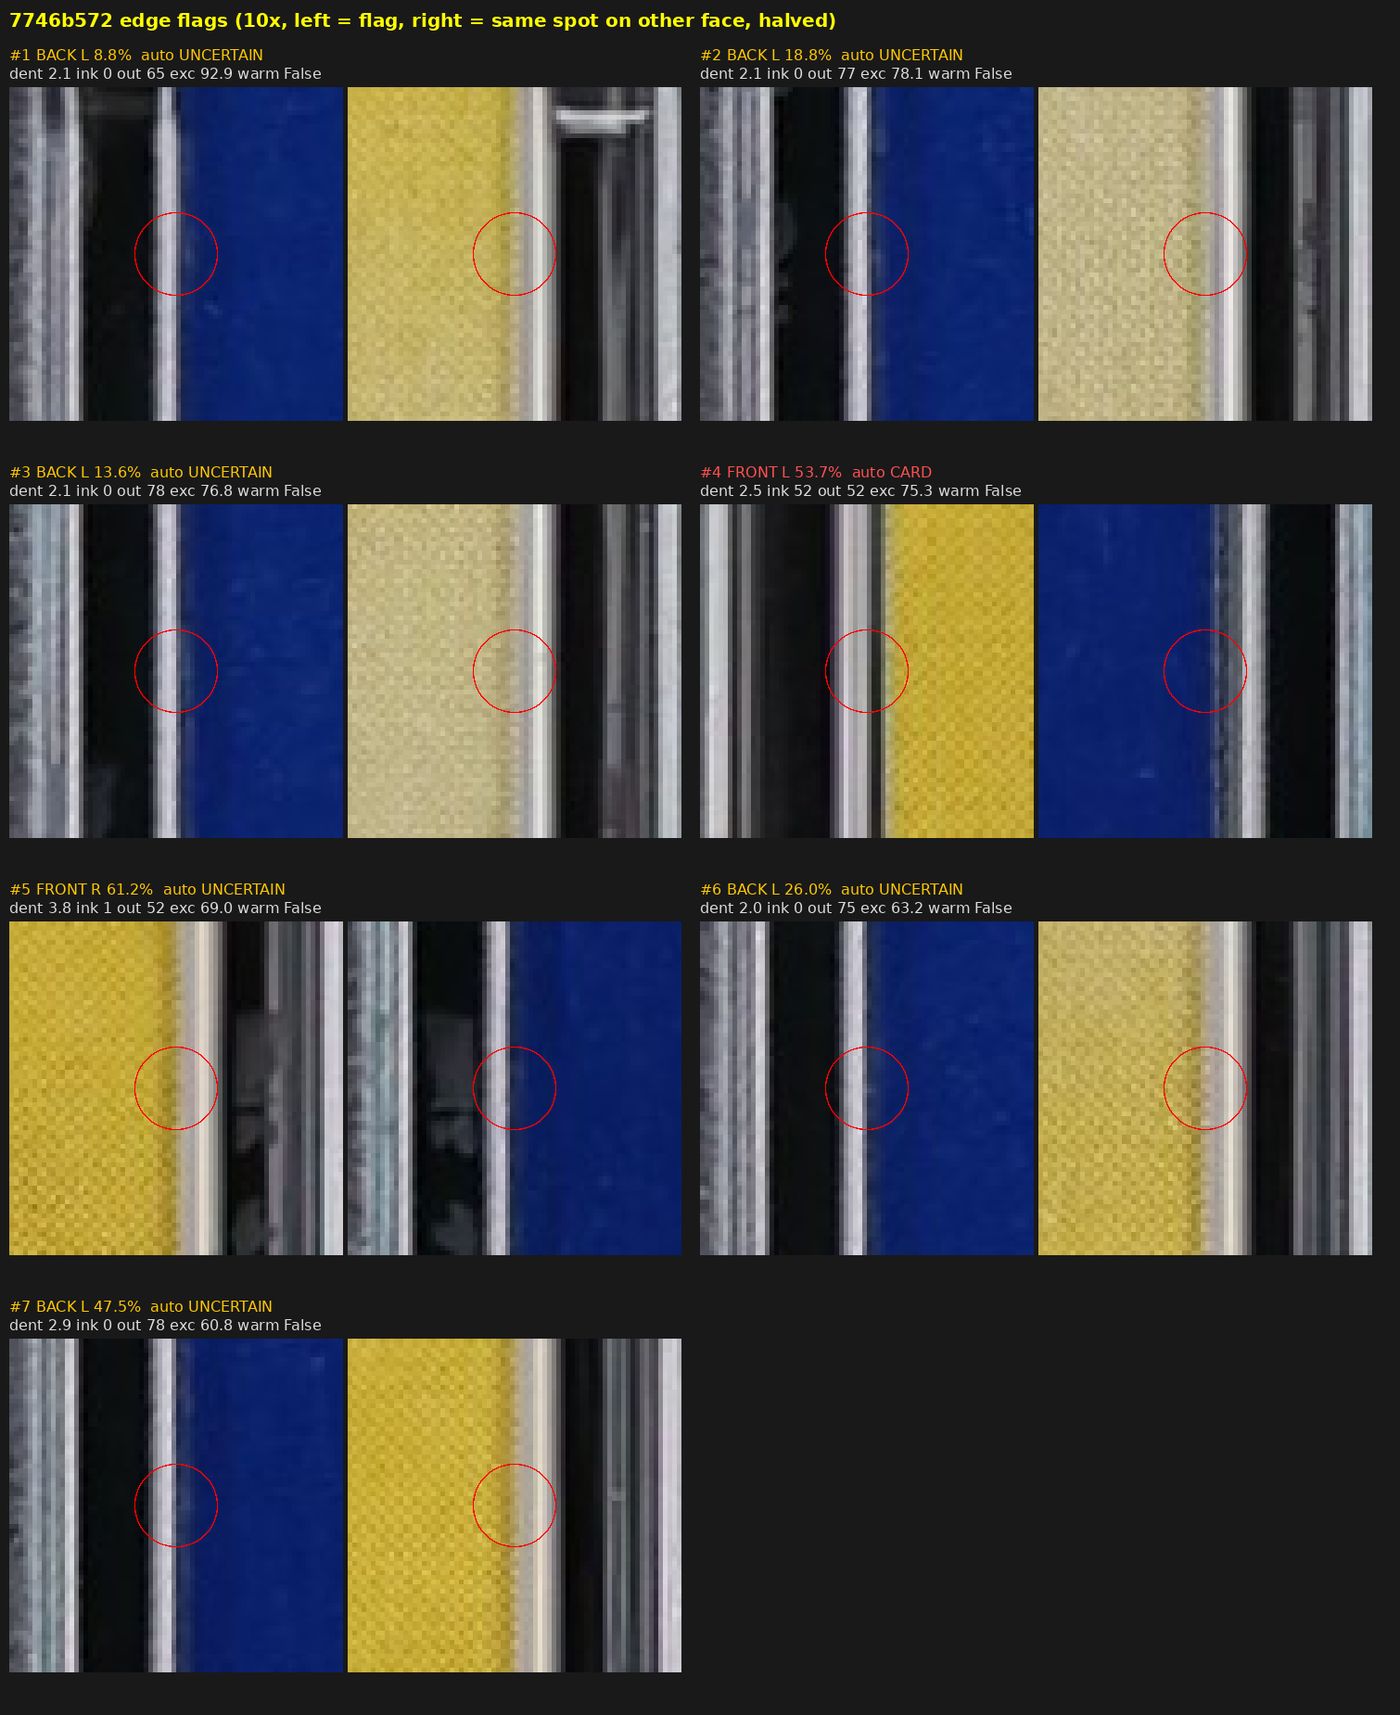 7746b572 edge flags (10x, left = flag, right = same spot on other face, halved)
#1 BACK L 8.8%  auto UNCERTAIN
dent 2.1 ink 0 out 65 exc 92.9 warm False
#2 BACK L 18.8%  auto UNCERTAIN
dent 2.1 ink 0 out 77 exc 78.1 warm False
#3 BACK L 13.6%  auto UNCERTAIN
dent 2.1 ink 0 out 78 exc 76.8 warm False
#4 FRONT L 53.7%  auto CARD
dent 2.5 ink 52 out 52 exc 75.3 warm False
#5 FRONT R 61.2%  auto UNCERTAIN
dent 3.8 ink 1 out 52 exc 69.0 warm False
#6 BACK L 26.0%  auto UNCERTAIN
dent 2.0 ink 0 out 75 exc 63.2 warm False
#7 BACK L 47.5%  auto UNCERTAIN
dent 2.9 ink 0 out 78 exc 60.8 warm False